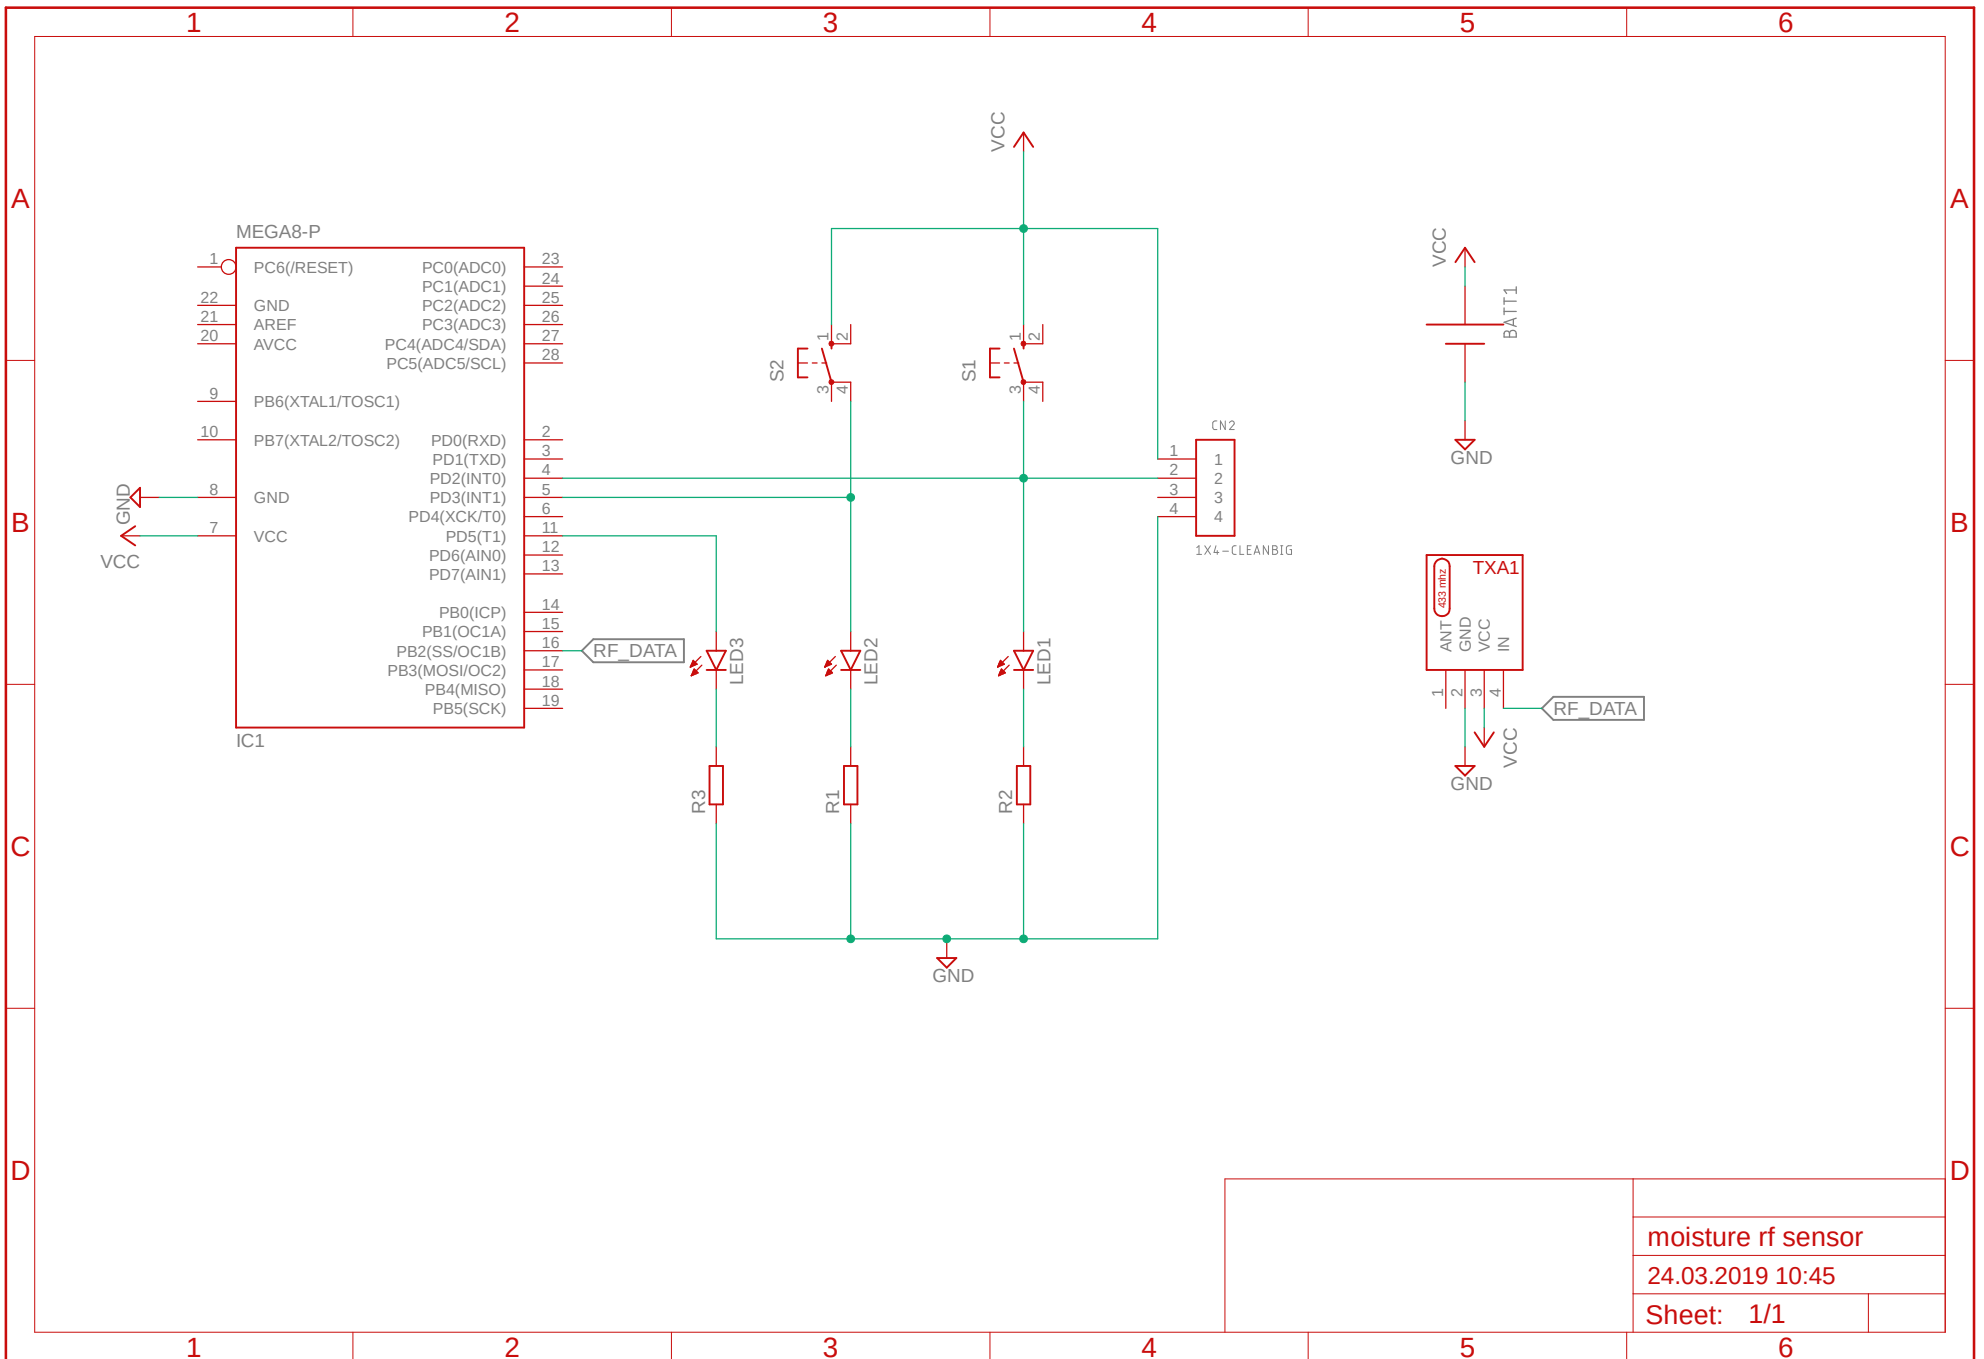 1 2 3 4 5 6
A A
B B
C C
D D
MEGA8-P
1 PC6(/RESET)
22 GND
21 AREF
20 AVCC
9 PB6(XTAL1/TOSC1)
10 PB7(XTAL2/TOSC2)
GND 8 GND
VCC 7 VCC
PC0(ADC0) 23
PC1(ADC1) 24
PC2(ADC2) 25
PC3(ADC3) 26
PC4(ADC4/SDA) 27
PC5(ADC5/SCL) 28
PD0(RXD) 2
PD1(TXD) 3
PD2(INT0) 4
PD3(INT1) 5
PD4(XCK/T0) 6
PD5(T1) 11
PD6(AIN0) 12
PD7(AIN1) 13
PB0(ICP) 14
PB1(OC1A) 15
PB2(SS/OC1B) 16 RF_DATA
PB3(MOSI/OC2) 17
PB4(MISO) 18
PB5(SCK) 19
IC1
VCC
S2 1 2 3 4
S1 1 2 3 4
LED3
LED2
LED1
R3
R1
R2
GND
CN2
1 1
2 2
3 3
4 4
1X4-CLEANBIG
VCC
BATT1
GND
TXA1
433 mhz
ANT GND VCC IN
1 2 3 4
RF_DATA
VCC
GND
moisture rf sensor
24.03.2019 10:45
Sheet: 1/1
1 2 3 4 5 6